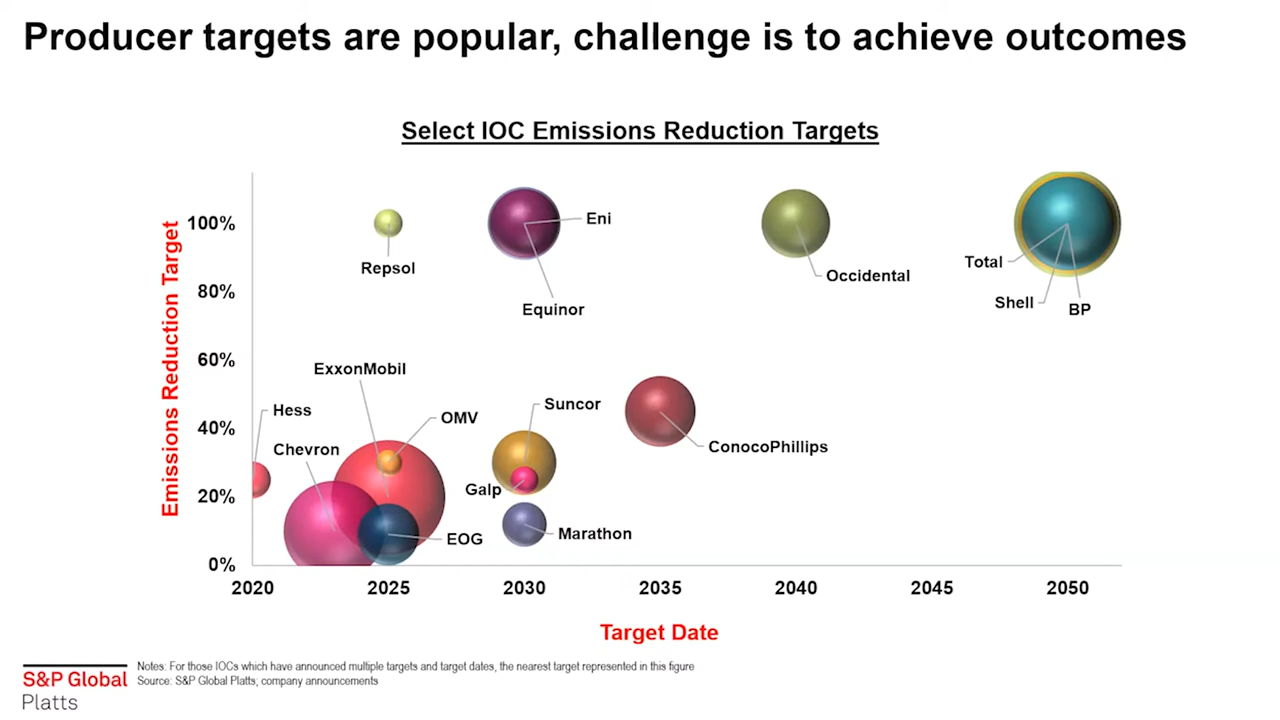 Producer targets are popular, challenge is to achieve outcomes
Select IOC Emissions Reduction Targets
Emissions Reduction Target
100%
80%
60%
40%
20%
0%
Repsol
Eni
Equinor
Occidental
Total
Shell
BP
ExxonMobil
Hess
OMV
Chevron
Suncor
Galp
ConocoPhillips
EOG
Marathon
2020
2025
2030
2035
2040
2045
2050
Target Date
S&P Global
Platts
Notes: For those IOCs which have announced multiple targets and target dates, the nearest target represented in this figure
Source: S&P Global Platts; company announcements